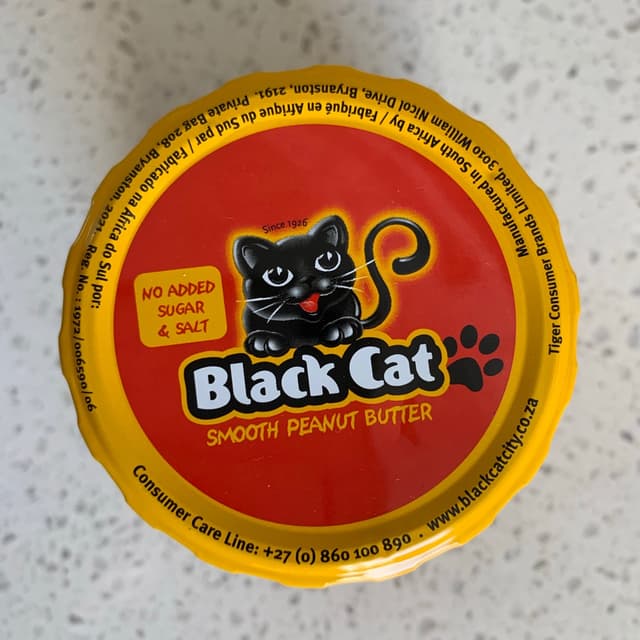 Since 1926
NO ADDED
SUGAR
& SALT
Black Cat
SMOOTH PEANUT BUTTER
Manufactured in South Africa by / Fabriqué en Afrique du Sud par / Fabricado na África do Sul por:
Tiger Consumer Brands Limited, 3010 William Nicol Drive, Bryanston, 2191. Private Bag 208, Bryanston, 2021. Reg. No.: 1972/006590/06
Consumer Care Line: +27 (0) 860 100 890 . www.blackcatcity.co.za